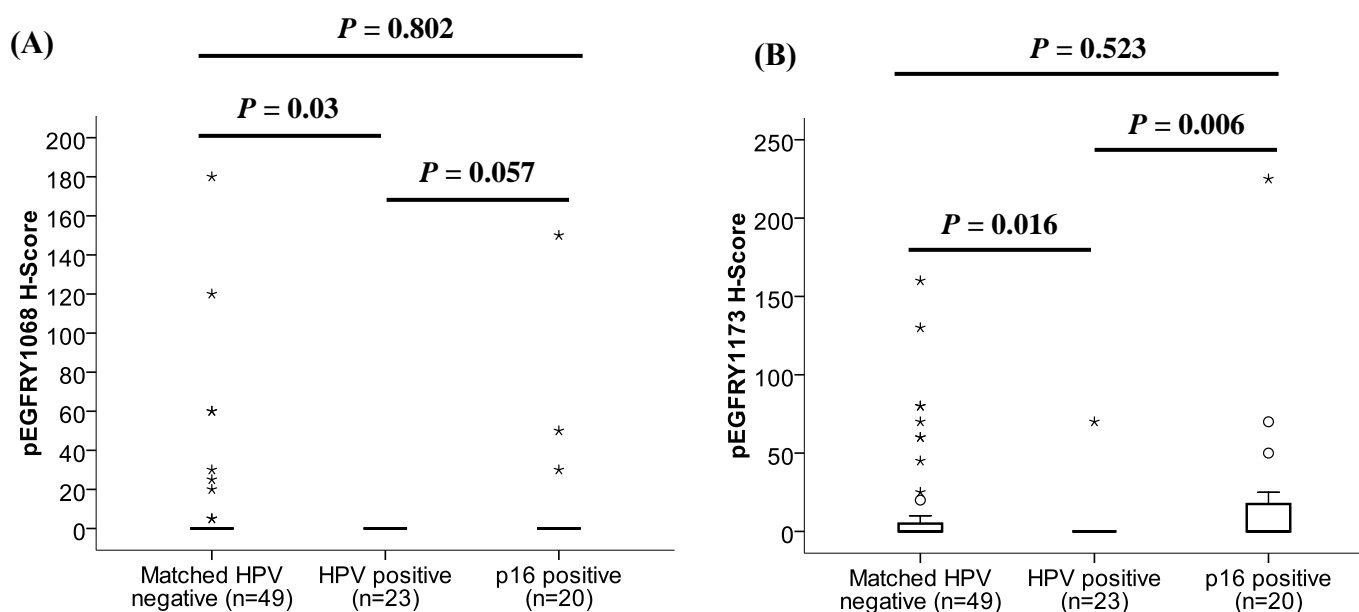 (A)
P = 0.802
P = 0.03
P = 0.057
pEGFRY1068 H-Score
200
180
160
140
120
100
80
60
40
20
0
Matched HPV
negative (n=49)
HPV positive
(n=23)
p16 positive
(n=20)
(B)
P = 0.523
P = 0.006
P = 0.016
pEGFRY1173 H-Score
250
200
150
100
50
0
Matched HPV
negative (n=49)
HPV positive
(n=23)
p16 positive
(n=20)